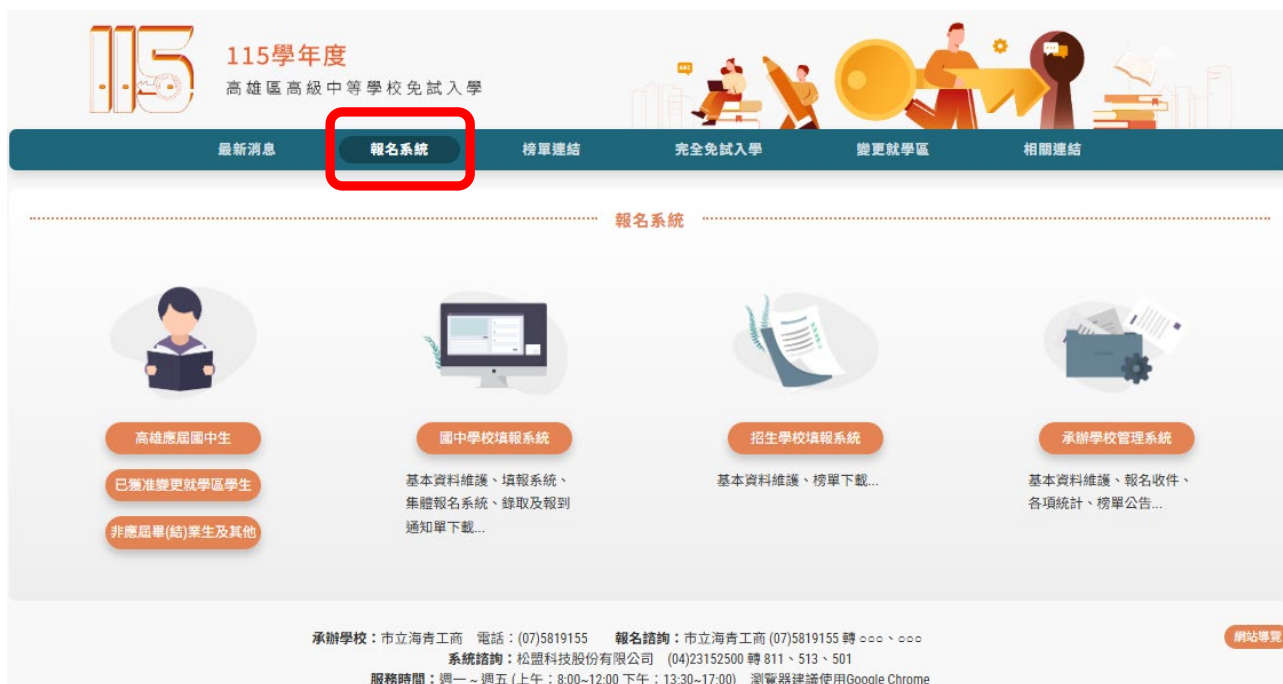 115
115學年度
高雄區高級中等學校免試入學
ABC
最新消息
報名系統
榜單連結
完全免試入學
變更就學區
相關連結
報名系統
高雄應屆國中生
已獲准變更就學區學生
非應屆畢(結)業生及其他
國中學校填報系統
基本資料維護、填報系統、
集體報名系統、錄取及報到
通知單下載...
招生學校填報系統
基本資料維護、榜單下載...
承辦學校管理系統
基本資料維護、報名收件、
各項統計、榜單公告...
承辦學校：市立海青工商 電話：(07)5819155 報名諮詢：市立海青工商 (07)5819155 轉 ○○○、○○○
系統諮詢：松盟科技股份有限公司 (04)23152500 轉 811、513、501
服務時間：週一 ~ 週五 (上午：8:00~12:00 下午：13:30~17:00) 瀏覽器建議使用Google Chrome
網站導覽